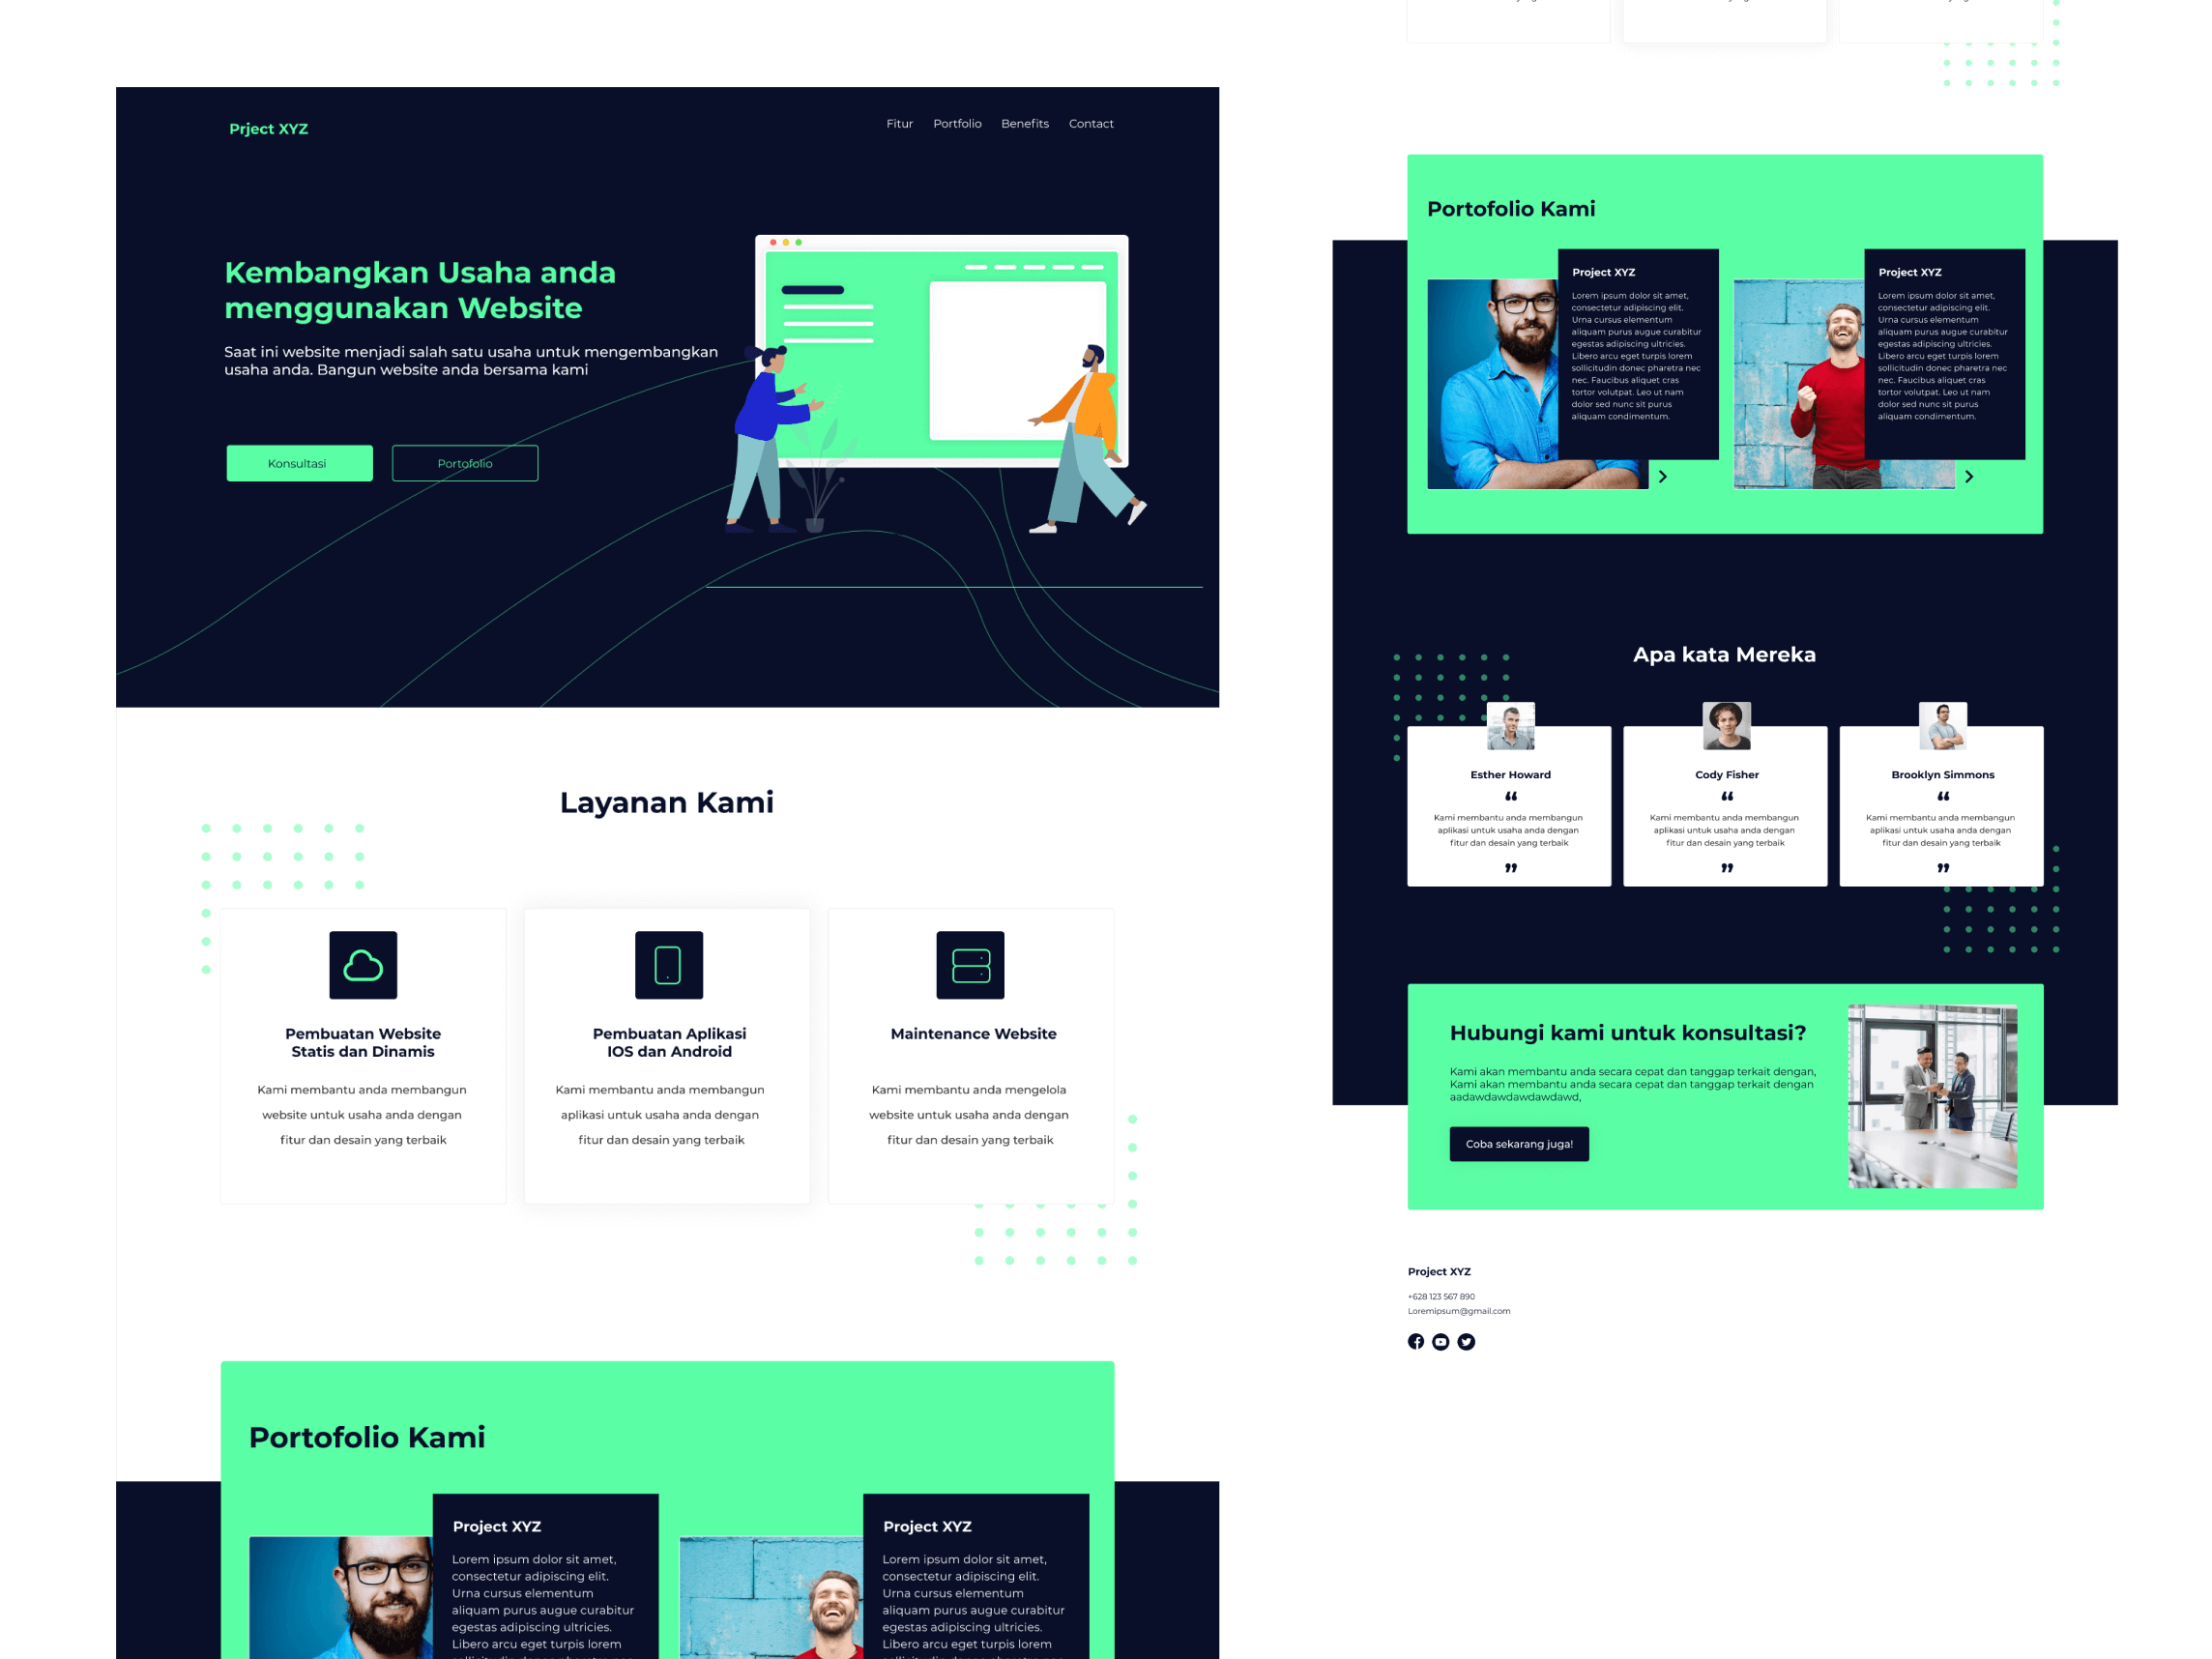 Prject XYZ
Fitur Portfolio Benefits Contact
Kembangkan Usaha anda
menggunakan Website
Saat ini website menjadi salah satu usaha untuk mengembangkan
usaha anda. Bangun website anda bersama kami
Konsultasi
Portofolio
Layanan Kami
Pembuatan Website
Statis dan Dinamis
Kami membantu anda membangun
website untuk usaha anda dengan
fitur dan desain yang terbaik
Pembuatan Aplikasi
IOS dan Android
Kami membantu anda membangun
aplikasi untuk usaha anda dengan
fitur dan desain yang terbaik
Maintenance Website
Kami membantu anda mengelola
website untuk usaha anda dengan
fitur dan desain yang terbaik
Portofolio Kami
Project XYZ
Lorem ipsum dolor sit amet,
consectetur adipiscing elit.
Urna cursus elementum
aliquam purus augue curabitur
egestas adipiscing ultricies.
Libero arcu eget turpis lorem
Project XYZ
Lorem ipsum dolor sit amet,
consectetur adipiscing elit.
Urna cursus elementum
aliquam purus augue curabitur
egestas adipiscing ultricies.
Libero arcu eget turpis lorem
Portofolio Kami
Project XYZ
Lorem ipsum dolor sit amet,
consectetur adipiscing elit.
Urna cursus elementum
aliquam purus augue curabitur
egestas adipiscing ultricies.
Libero arcu eget turpis lorem
sollicitudin donec pharetra nec
nec. Faucibus aliquet cras
tortor volutpat. Leo ut nam
dolor sed nunc sit purus
aliquam condimentum.
Project XYZ
Lorem ipsum dolor sit amet,
consectetur adipiscing elit.
Urna cursus elementum
aliquam purus augue curabitur
egestas adipiscing ultricies.
Libero arcu eget turpis lorem
sollicitudin donec pharetra nec
nec. Faucibus aliquet cras
tortor volutpat. Leo ut nam
dolor sed nunc sit purus
aliquam condimentum.
Apa kata Mereka
Esther Howard
“
Kami membantu anda membangun
aplikasi untuk usaha anda dengan
fitur dan desain yang terbaik
”
Cody Fisher
“
Kami membantu anda membangun
aplikasi untuk usaha anda dengan
fitur dan desain yang terbaik
”
Brooklyn Simmons
“
Kami membantu anda membangun
aplikasi untuk usaha anda dengan
fitur dan desain yang terbaik
”
Hubungi kami untuk konsultasi?
Kami akan membantu anda secara cepat dan tanggap terkait dengan,
Kami akan membantu anda secara cepat dan tanggap terkait dengan
aadawdawdawdawdawd,
Coba sekarang juga!
Project XYZ
+628 123 567 890
Loremipsum@gmail.com